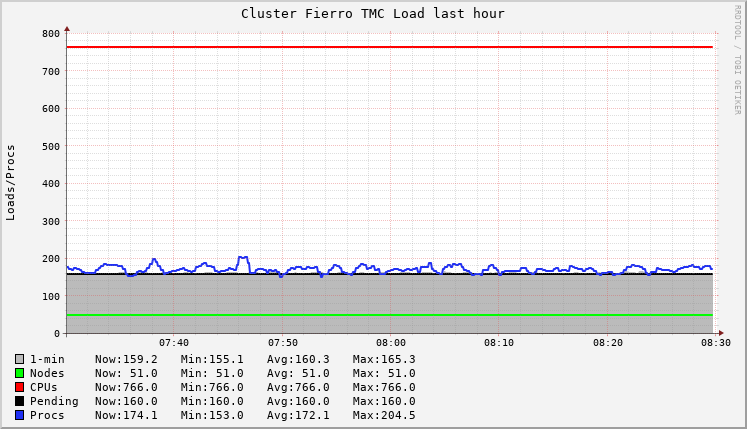 Cluster Fierro TMC Load last hour
RRDTOOL / TOBI OETIKER
Loads/Procs
800
700
600
500
400
300
200
100
0
07:40 07:50 08:00 08:10 08:20 08:30
1-min Now:159.2 Min:155.1 Avg:160.3 Max:165.3
Nodes Now: 51.0 Min: 51.0 Avg: 51.0 Max: 51.0
CPUs Now:766.0 Min:766.0 Avg:766.0 Max:766.0
Pending Now:160.0 Min:160.0 Avg:160.0 Max:160.0
Procs Now:174.1 Min:153.0 Avg:172.1 Max:204.5